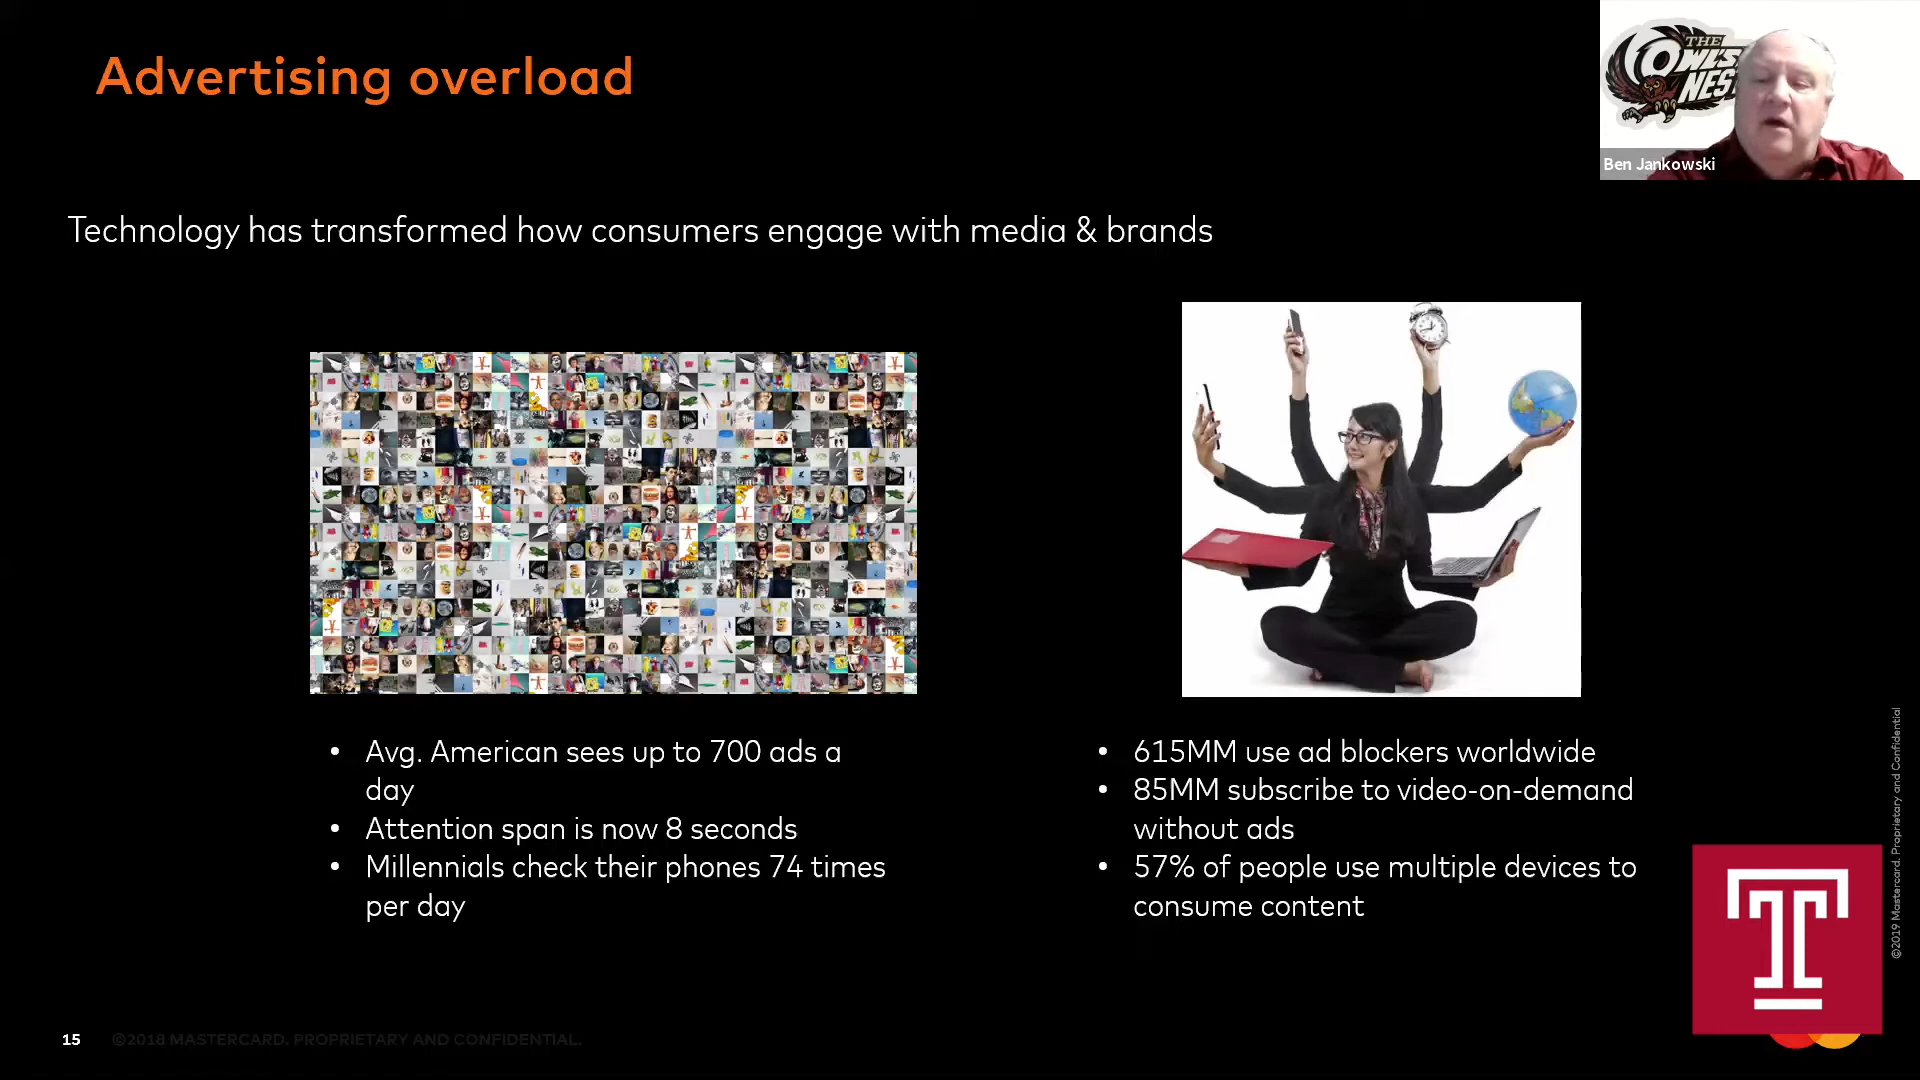 Advertising overload
THE
OWL'S
NEST
Ben Jankowski
Technology has transformed how consumers engage with media & brands
• Avg. American sees up to 700 ads a
day
• Attention span is now 8 seconds
• Millennials check their phones 74 times
per day
• 615MM use ad blockers worldwide
• 85MM subscribe to video-on-demand
without ads
• 57% of people use multiple devices to
consume content
©2019 Mastercard. Proprietary and Confidential
T
15 ©2018 MASTERCARD. PROPRIETARY AND CONFIDENTIAL.